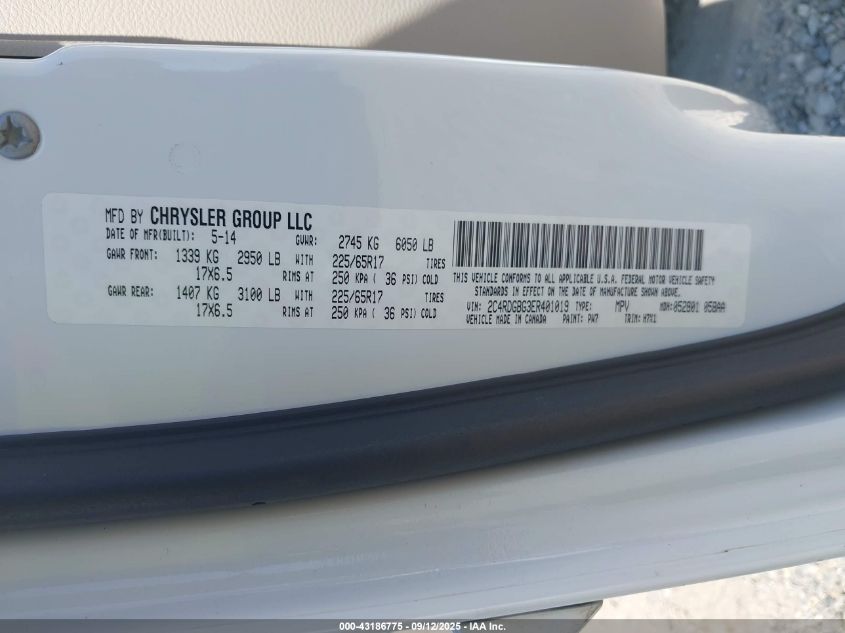 MFD BY CHRYSLER GROUP LLC
DATE OF MFR(BUILT): 5-14 GVWR: 2745 KG 6050 LB
GAWR FRONT: 1339 KG 2950 LB WITH 225/65R17 TIRES
17X6.5 RIMS AT 250 KPA ( 36 PSI) COLD
GAWR REAR: 1407 KG 3100 LB WITH 225/65R17 TIRES
17X6.5 RIMS AT 250 KPA ( 36 PSI) COLD
THIS VEHICLE CONFORMS TO ALL APPLICABLE U.S.A. FEDERAL MOTOR VEHICLE SAFETY
STANDARDS IN EFFECT ON THE DATE OF MANUFACTURE SHOWN ABOVE.
VIN: 2C4RDGBG3ER401019 TYPE: MPV MDH: 052801 058AA
VEHICLE MADE IN CANADA PAINT: PW7 TRIM: H7X1
000-43186775 - 09/12/2025 - IAA Inc.